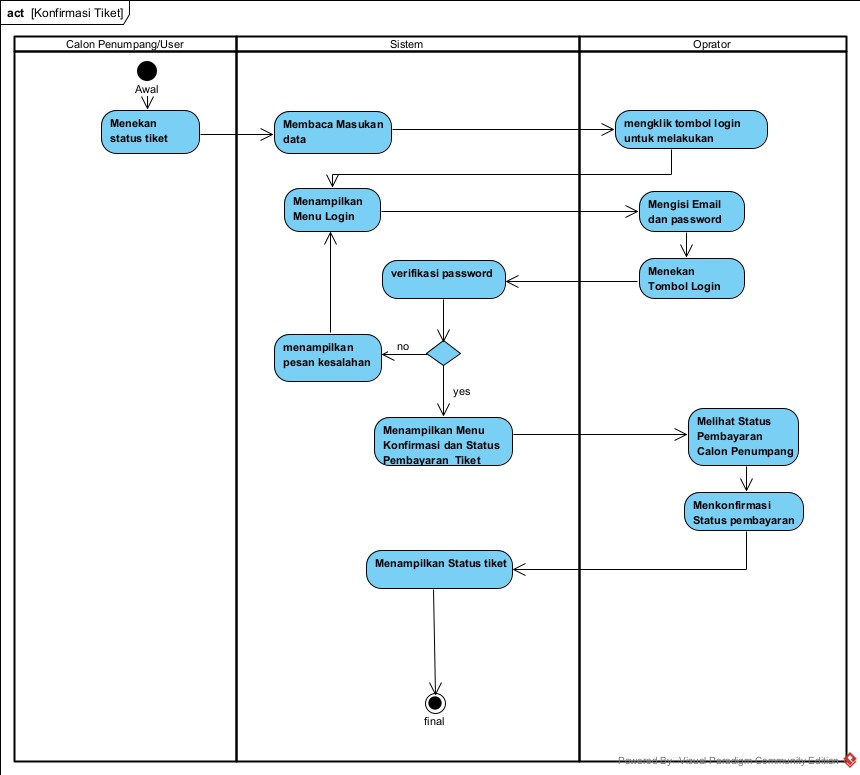 act [Konfirmasi Tiket]
Calon Penumpang/User
Sistem
Oprator
Awal
Menekan
status tiket
Membaca Masukan
data
mengklik tombol login
untuk melakukan
Menampilkan
Menu Login
Mengisi Email
dan password
verifikasi password
Menekan
Tombol Login
menampilkan
pesan kesalahan
no
yes
Menampilkan Menu
Konfirmasi dan Status
Pembayaran Tiket
Melihat Status
Pembayaran
Calon Penumpang
Menkonfirmasi
Status pembayaran
Menampilkan Status tiket
final
Powered By Visual Paradigm Community Edition